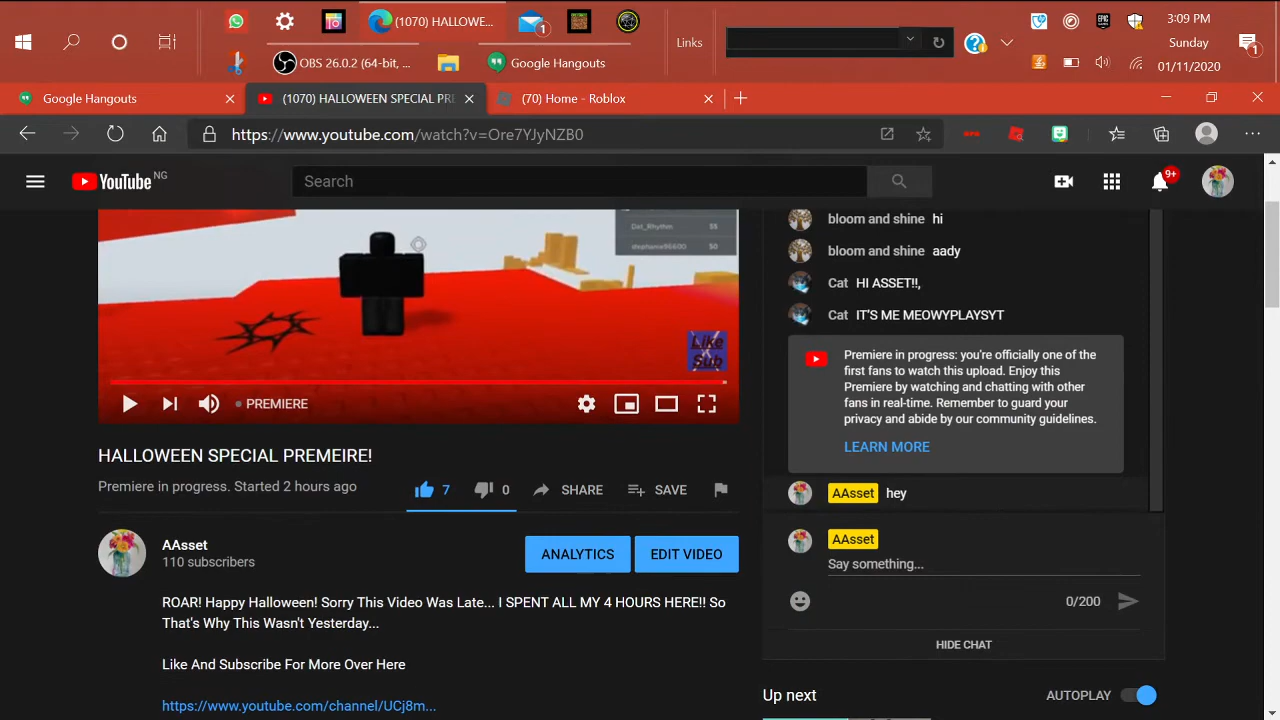 (1070) HALLOWE...
1
Links
3:09 PM
Sunday
01/11/2020
1
OBS 26.0.2 (64-bit, ...
Google Hangouts
EPIC
Google Hangouts
(1070) HALLOWEEN SPECIAL PRE
(70) Home - Roblox
https://www.youtube.com/watch?v=Ore7YJyNZB0
YouTube NG
Search
9+
Dat_Rhythm $$
Like
Sub
PREMIERE
HALLOWEEN SPECIAL PREMEIRE!
Premiere in progress. Started 2 hours ago
7
0
SHARE
SAVE
AAsset
110 subscribers
ANALYTICS
EDIT VIDEO
ROAR! Happy Halloween! Sorry This Video Was Late... I SPENT ALL MY 4 HOURS HERE!! So
That's Why This Wasn't Yesterday...
Like And Subscribe For More Over Here
https://www.youtube.com/channel/UCj8m...
bloom and shine hi
bloom and shine aady
Cat HI ASSET!!,
Cat IT'S ME MEOWYPLAYSYT
Premiere in progress: you're officially one of the
first fans to watch this upload. Enjoy this
Premiere by watching and chatting with other
fans in real-time. Remember to guard your
privacy and abide by our community guidelines.
LEARN MORE
AAsset hey
AAsset
Say something...
0/200
HIDE CHAT
Up next
AUTOPLAY